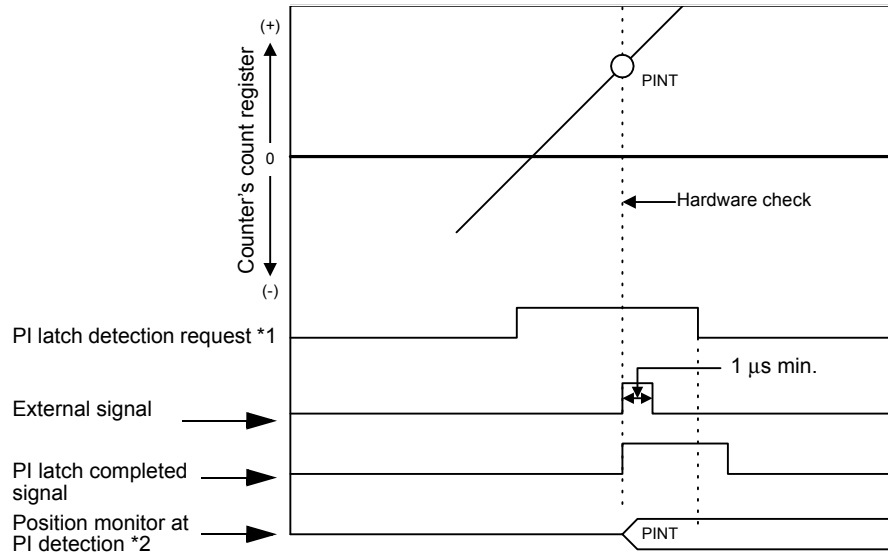 (+)
Counter's count register
0
(-)
PINT
Hardware check
PI latch detection request *1
1 μs min.
External signal
PI latch completed
signal
Position monitor at
PI detection *2
PINT